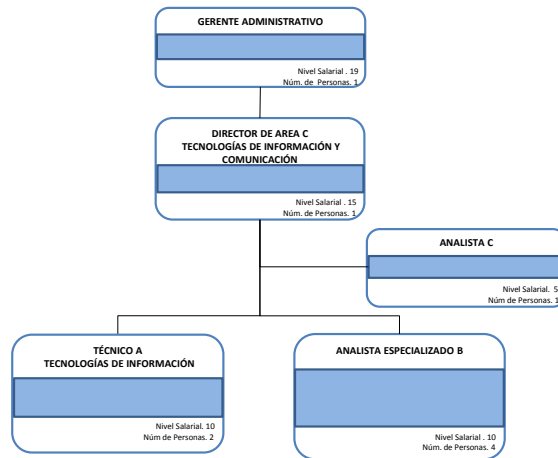 GERENTE ADMINISTRATIVO
Nivel Salarial . 19
Núm. de Personas. 1
DIRECTOR DE AREA C
TECNOLOGÍAS DE INFORMACIÓN Y
COMUNICACIÓN
Nivel Salarial . 15
Núm. de Personas. 1
ANALISTA C
Nivel Salarial. 5
Núm de Personas. 1
TÉCNICO A
TECNOLOGÍAS DE INFORMACIÓN
Nivel Salarial. 10
Núm de Personas. 2
ANALISTA ESPECIALIZADO B
Nivel Salarial . 10
Núm. de Personas. 4